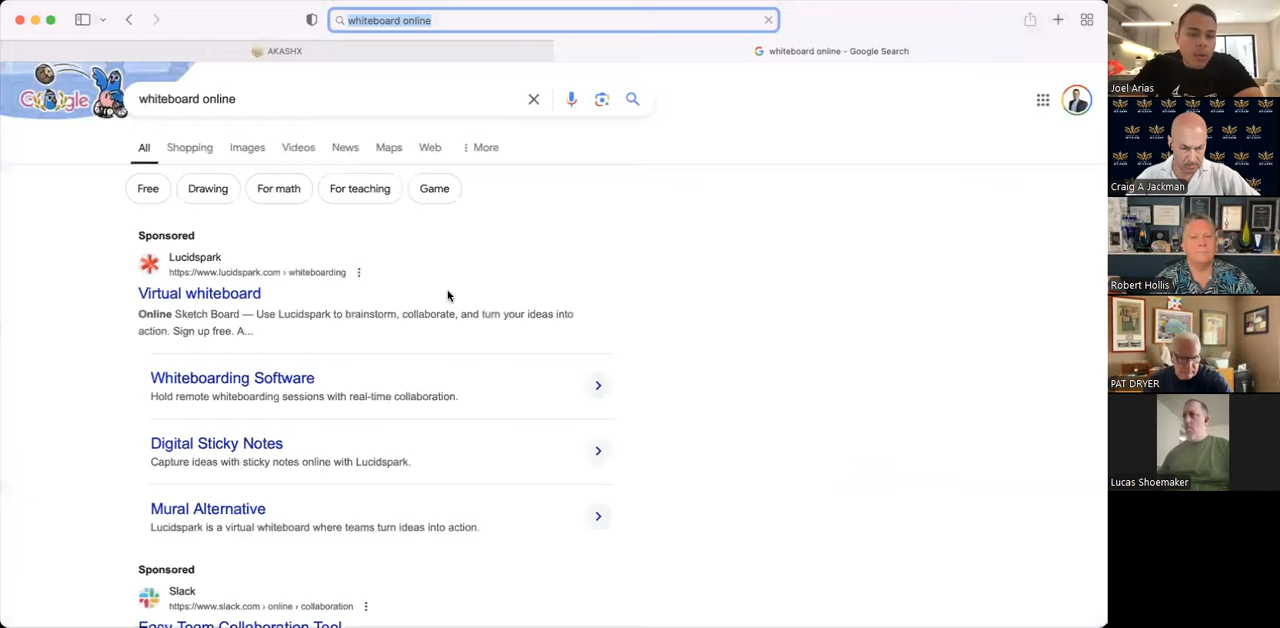 whiteboard online
AKASHX
whiteboard online - Google Search
Google
whiteboard online
All
Shopping
Images
Videos
News
Maps
Web
More
Free
Drawing
For math
For teaching
Game
Sponsored
Lucidspark
https://www.lucidspark.com › whiteboarding
Virtual whiteboard
Online Sketch Board — Use Lucidspark to brainstorm, collaborate, and turn your ideas into
action. Sign up free. A...
Whiteboarding Software
Hold remote whiteboarding sessions with real-time collaboration.
Digital Sticky Notes
Capture ideas with sticky notes online with Lucidspark.
Mural Alternative
Lucidspark is a virtual whiteboard where teams turn ideas into action.
Sponsored
Slack
https://www.slack.com › online › collaboration
Easy Team Collaboration Tool
Joel Arias
Craig A Jackman
Robert Hollis
PAT DRYER
Lucas Shoemaker